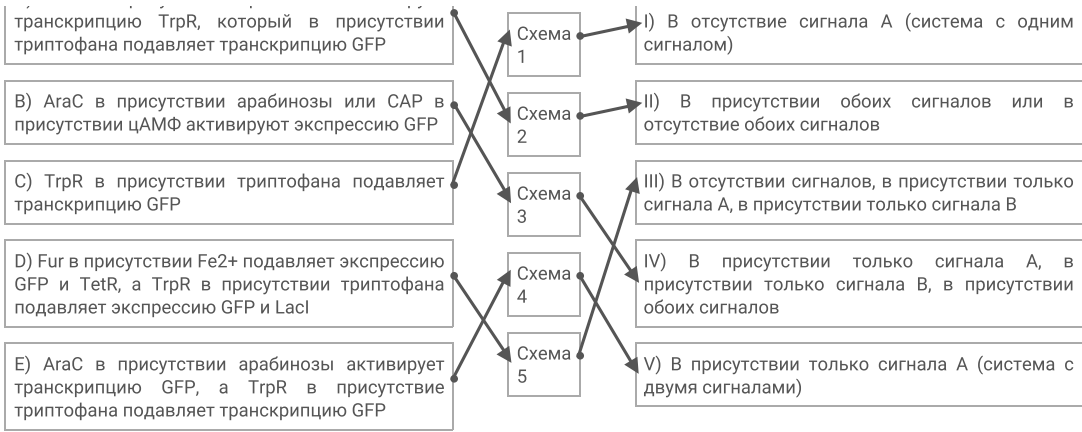 транскрипцию TrpR, который в присутствии
триптофана подавляет транскрипцию GFP
B) AraC в присутствии арабинозы или CAP в
присутствии цАМФ активируют экспрессию GFP
C) TrpR в присутствии триптофана подавляет
транскрипцию GFP
D) Fur в присутствии Fe2+ подавляет экспрессию
GFP и TetR, а TrpR в присутствии триптофана
подавляет экспрессию GFP и LacI
E) AraC в присутствии арабинозы активирует
транскрипцию GFP, а TrpR в присутствие
триптофана подавляет транскрипцию GFP
Схема
1
Схема
2
Схема
3
Схема
4
Схема
5
I) В отсутствие сигнала А (система с одним
сигналом)
II) В присутствии обоих сигналов или в
отсутствие обоих сигналов
III) В отсутствии сигналов, в присутствии только
сигнала А, в присутствии только сигнала В
IV) В присутствии только сигнала А, в
присутствии только сигнала В, в присутствии
обоих сигналов
V) В присутствии только сигнала А (система с
двумя сигналами)